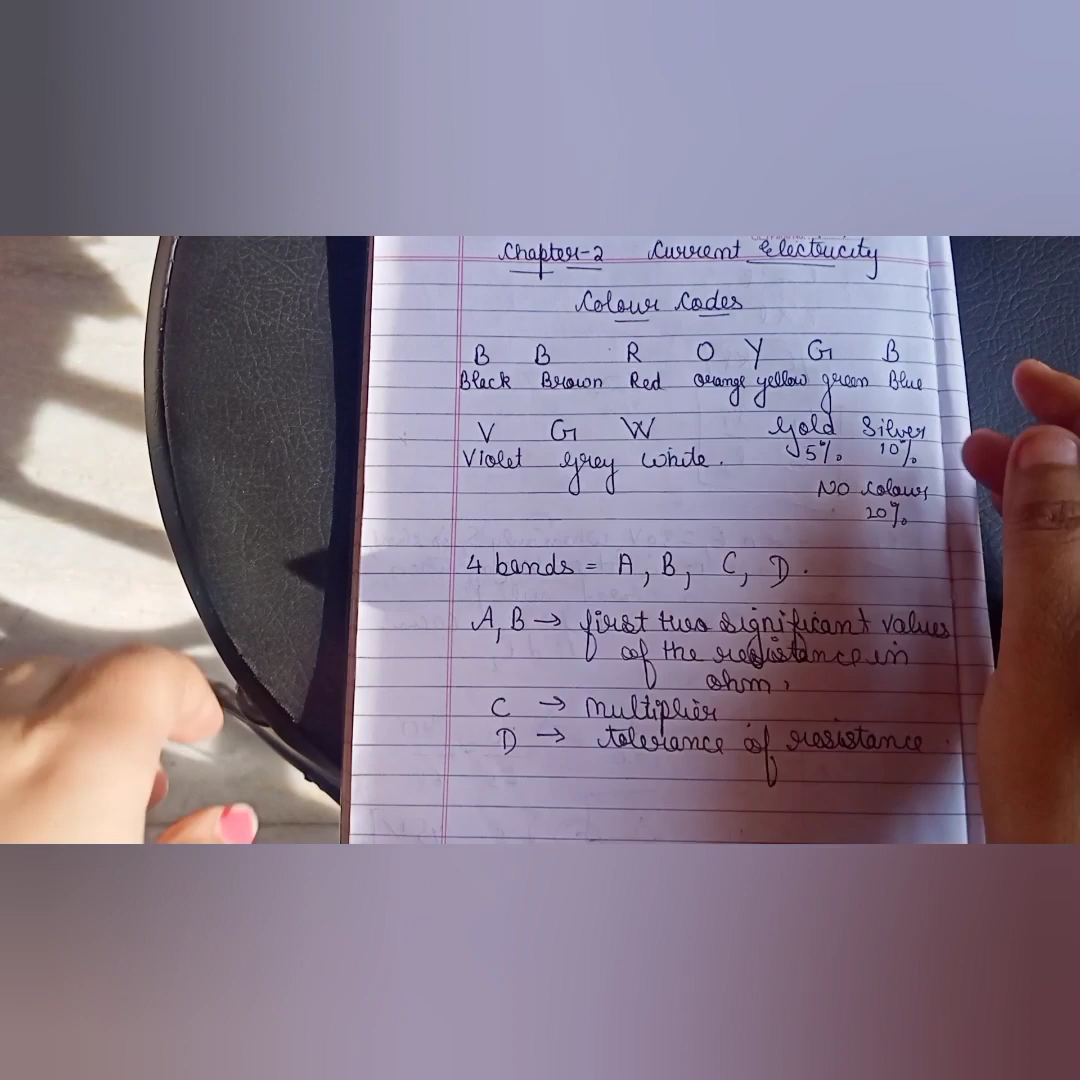 Chapter-2 Current Electricity
Colour Codes
B B R O Y G B
Black Brown Red orange yellow green Blue
V G W Gold Silver
Violet grey white. 5% 10%
NO colour
20%
4 bands = A, B, C, D.
A, B → first two significant values
of the resistance in
ohm,
C → multiplier
D → tolerance of resistance.